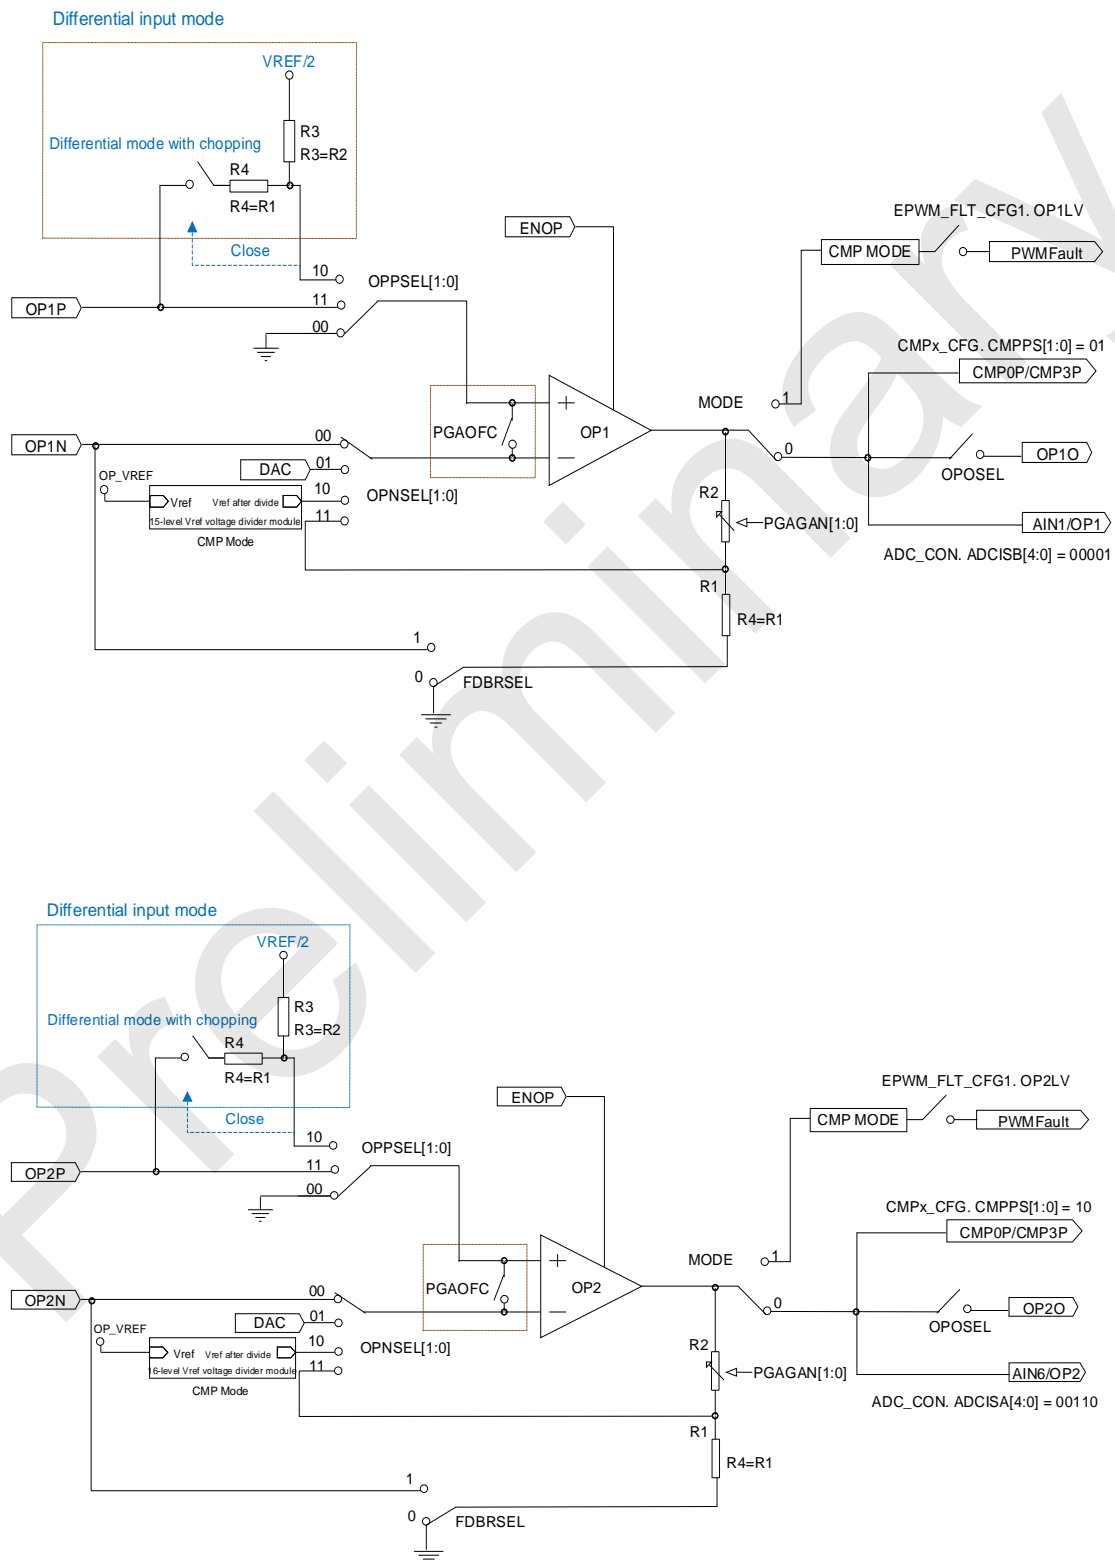 Differential input mode
VREF/2
R3
R3=R2
Differential mode with chopping
R4
R4=R1
Close
ENOP
EPWM_FLT_CFG1. OP1LV
CMP MODE
PWMFault
10
OPPSEL[1:0]
OP1P
11
00
CMPx_CFG. CMPPS[1:0] = 01
CMP0P/CMP3P
MODE
1
OP1N
00
PGAOFC
+
−
OP1
0
OP1O
OPOSEL
DAC
01
OP_VREF
Vref
Vref after divide
10
OPNSEL[1:0]
15-level Vref voltage divider module
11
CMP Mode
R2
PGAGAN[1:0]
AIN1/OP1
ADC_CON. ADCISB[4:0] = 00001
R1
R4=R1
1
0
FDBRSEL
Differential input mode
VREF/2
R3
R3=R2
Differential mode with chopping
R4
R4=R1
Close
ENOP
EPWM_FLT_CFG1. OP2LV
CMP MODE
PWMFault
10
OPPSEL[1:0]
OP2P
11
00
CMPx_CFG. CMPPS[1:0] = 10
CMP0P/CMP3P
MODE
1
OP2N
00
PGAOFC
+
−
OP2
0
OP2O
OPOSEL
DAC
01
OP_VREF
Vref
Vref after divide
10
OPNSEL[1:0]
16-level Vref voltage divider module
11
CMP Mode
R2
PGAGAN[1:0]
AIN6/OP2
ADC_CON. ADCISA[4:0] = 00110
R1
R4=R1
1
0
FDBRSEL
Preliminary